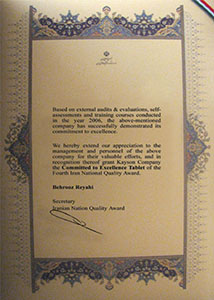 Based on external audits & evaluations, self-
assessments and training courses conducted
in the year 2006, the above-mentioned
company has successfully demonstrated its
commitment to excellence.
We hereby extend our appreciation to the
management and personnel of the above
company for their valuable efforts, and in
recognition thereof grant Kayson Company
the Committed to Excellence Tablet of the
Fourth Iran National Quality Award.
Behrooz Reyahi
Secretary
Iranian Nation Quality Award